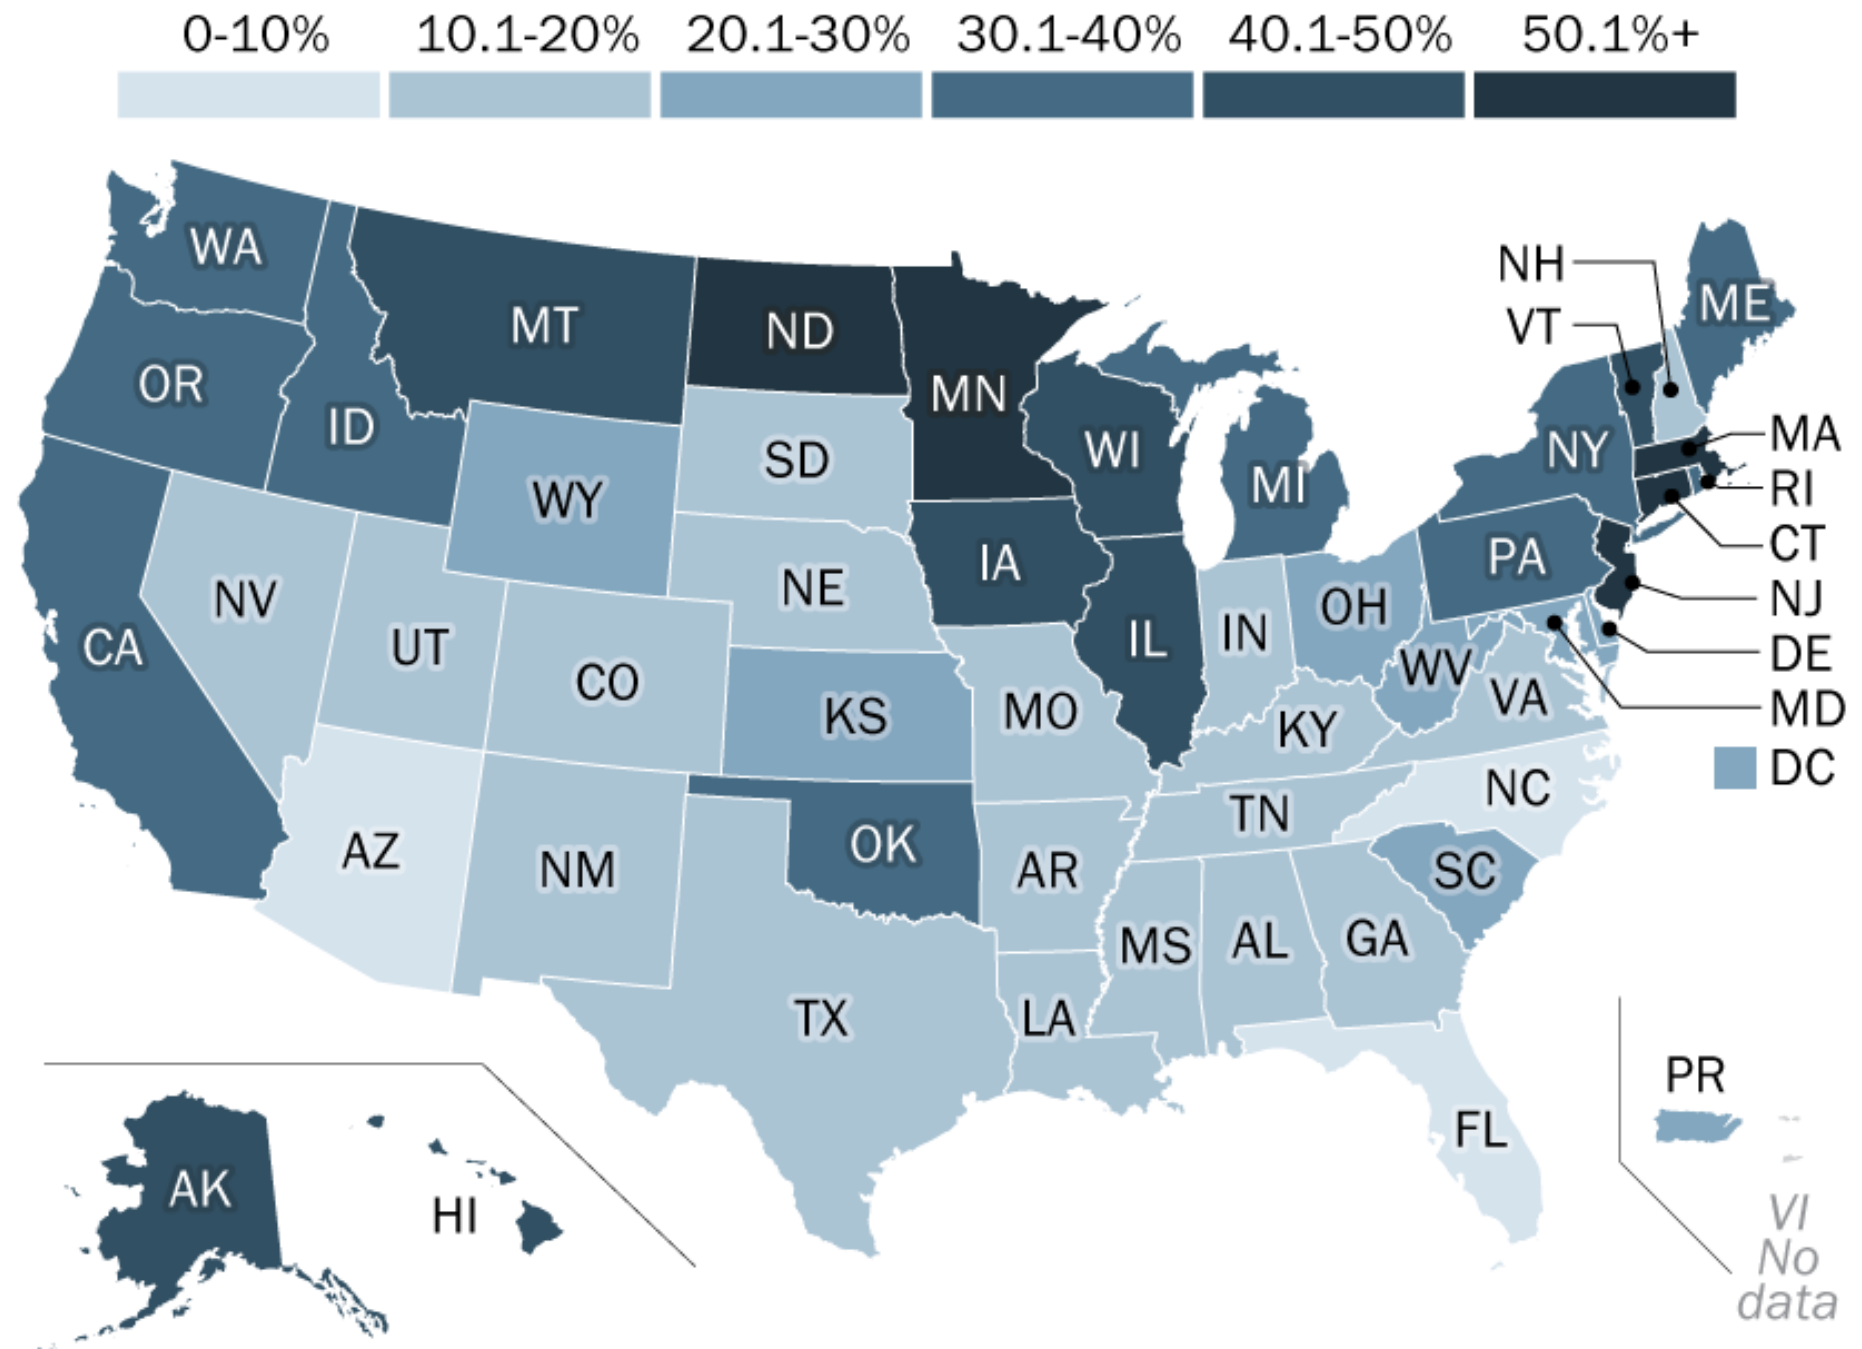 0-10% 10.1-20% 20.1-30% 30.1-40% 40.1-50% 50.1%+
WA
MT
ND
MN
OR
ID
WY
SD
WI
MI
NY
ME
NH
VT
MA
RI
CT
NJ
DE
MD
DC
CA
NV
UT
CO
NE
KS
IA
IL
MO
IN
OH
PA
WV
VA
KY
NC
TN
SC
AZ
NM
OK
AR
TX
LA
MS
AL
GA
FL
AK
HI
PR
VI
No
data